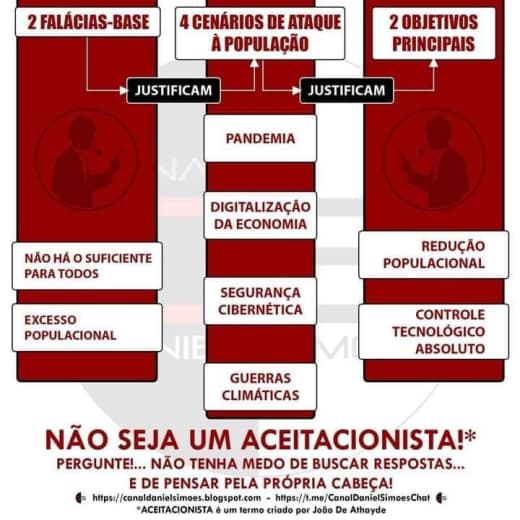 2 FALÁCIAS-BASE
4 CENÁRIOS DE ATAQUE
À POPULAÇÃO
2 OBJETIVOS
PRINCIPAIS
JUSTIFICAM
JUSTIFICAM
NÃO HÁ O SUFICIENTE
PARA TODOS
EXCESSO
POPULACIONAL
PANDEMIA
DIGITALIZAÇÃO
DA ECONOMIA
SEGURANÇA
CIBERNÉTICA
GUERRAS
CLIMÁTICAS
REDUÇÃO
POPULACIONAL
CONTROLE
TECNOLÓGICO
ABSOLUTO
NÃO SEJA UM ACEITACIONISTA!*
PERGUNTE!... NÃO TENHA MEDO DE BUSCAR RESPOSTAS...
E DE PENSAR PELA PRÓPRIA CABEÇA!
https://canaldanielsimoes.blogspot.com - https://t.me/CanalDanielSimoesChat
*ACEITACIONISTA é um termo criado por João De Athayde